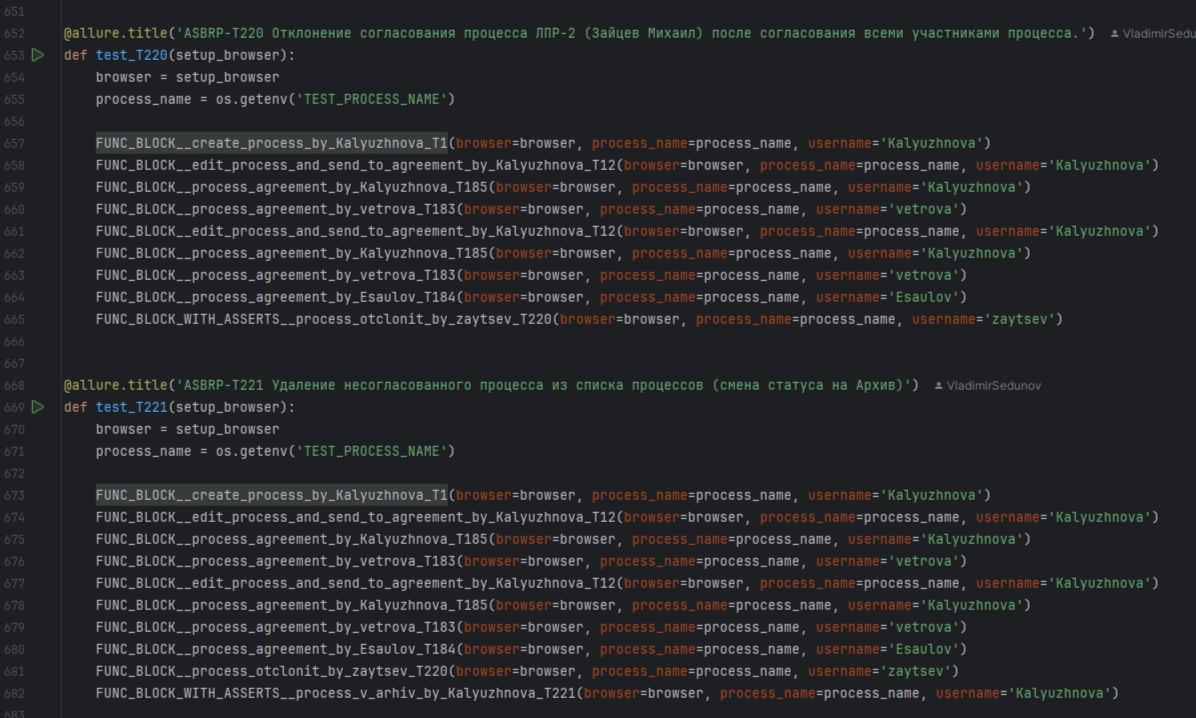 651
652 @allure.title('ASBRP-T220 Отклонение согласования процесса ЛПР-2 (Зайцев Михаил) после согласования всеми участниками процесса.') VladimirSedu
653 def test_T220(setup_browser):
654 browser = setup_browser
655 process_name = os.getenv('TEST_PROCESS_NAME')
656
657 FUNC_BLOCK__create_process_by_Kalyuzhnova_T1(browser=browser, process_name=process_name, username='Kalyuzhnova')
658 FUNC_BLOCK__edit_process_and_send_to_agreement_by_Kalyuzhnova_T12(browser=browser, process_name=process_name, username='Kalyuzhnova')
659 FUNC_BLOCK__process_agreement_by_Kalyuzhnova_T185(browser=browser, process_name=process_name, username='Kalyuzhnova')
660 FUNC_BLOCK__process_agreement_by_vetrova_T183(browser=browser, process_name=process_name, username='vetrova')
661 FUNC_BLOCK__edit_process_and_send_to_agreement_by_Kalyuzhnova_T12(browser=browser, process_name=process_name, username='Kalyuzhnova')
662 FUNC_BLOCK__process_agreement_by_Kalyuzhnova_T185(browser=browser, process_name=process_name, username='Kalyuzhnova')
663 FUNC_BLOCK__process_agreement_by_vetrova_T183(browser=browser, process_name=process_name, username='vetrova')
664 FUNC_BLOCK__process_agreement_by_Esaulov_T184(browser=browser, process_name=process_name, username='Esaulov')
665 FUNC_BLOCK_WITH_ASSERTS__process_otclonit_by_zaytsev_T220(browser=browser, process_name=process_name, username='zaytsev')
666
667
668 @allure.title('ASBRP-T221 Удаление несогласованного процесса из списка процессов (смена статуса на Архив)') VladimirSedunov
669 def test_T221(setup_browser):
670 browser = setup_browser
671 process_name = os.getenv('TEST_PROCESS_NAME')
672
673 FUNC_BLOCK__create_process_by_Kalyuzhnova_T1(browser=browser, process_name=process_name, username='Kalyuzhnova')
674 FUNC_BLOCK__edit_process_and_send_to_agreement_by_Kalyuzhnova_T12(browser=browser, process_name=process_name, username='Kalyuzhnova')
675 FUNC_BLOCK__process_agreement_by_Kalyuzhnova_T185(browser=browser, process_name=process_name, username='Kalyuzhnova')
676 FUNC_BLOCK__process_agreement_by_vetrova_T183(browser=browser, process_name=process_name, username='vetrova')
677 FUNC_BLOCK__edit_process_and_send_to_agreement_by_Kalyuzhnova_T12(browser=browser, process_name=process_name, username='Kalyuzhnova')
678 FUNC_BLOCK__process_agreement_by_Kalyuzhnova_T185(browser=browser, process_name=process_name, username='Kalyuzhnova')
679 FUNC_BLOCK__process_agreement_by_vetrova_T183(browser=browser, process_name=process_name, username='vetrova')
680 FUNC_BLOCK__process_agreement_by_Esaulov_T184(browser=browser, process_name=process_name, username='Esaulov')
681 FUNC_BLOCK__process_otclonit_by_zaytsev_T220(browser=browser, process_name=process_name, username='zaytsev')
682 FUNC_BLOCK_WITH_ASSERTS__process_v_arhiv_by_Kalyuzhnova_T221(browser=browser, process_name=process_name, username='Kalyuzhnova')
683